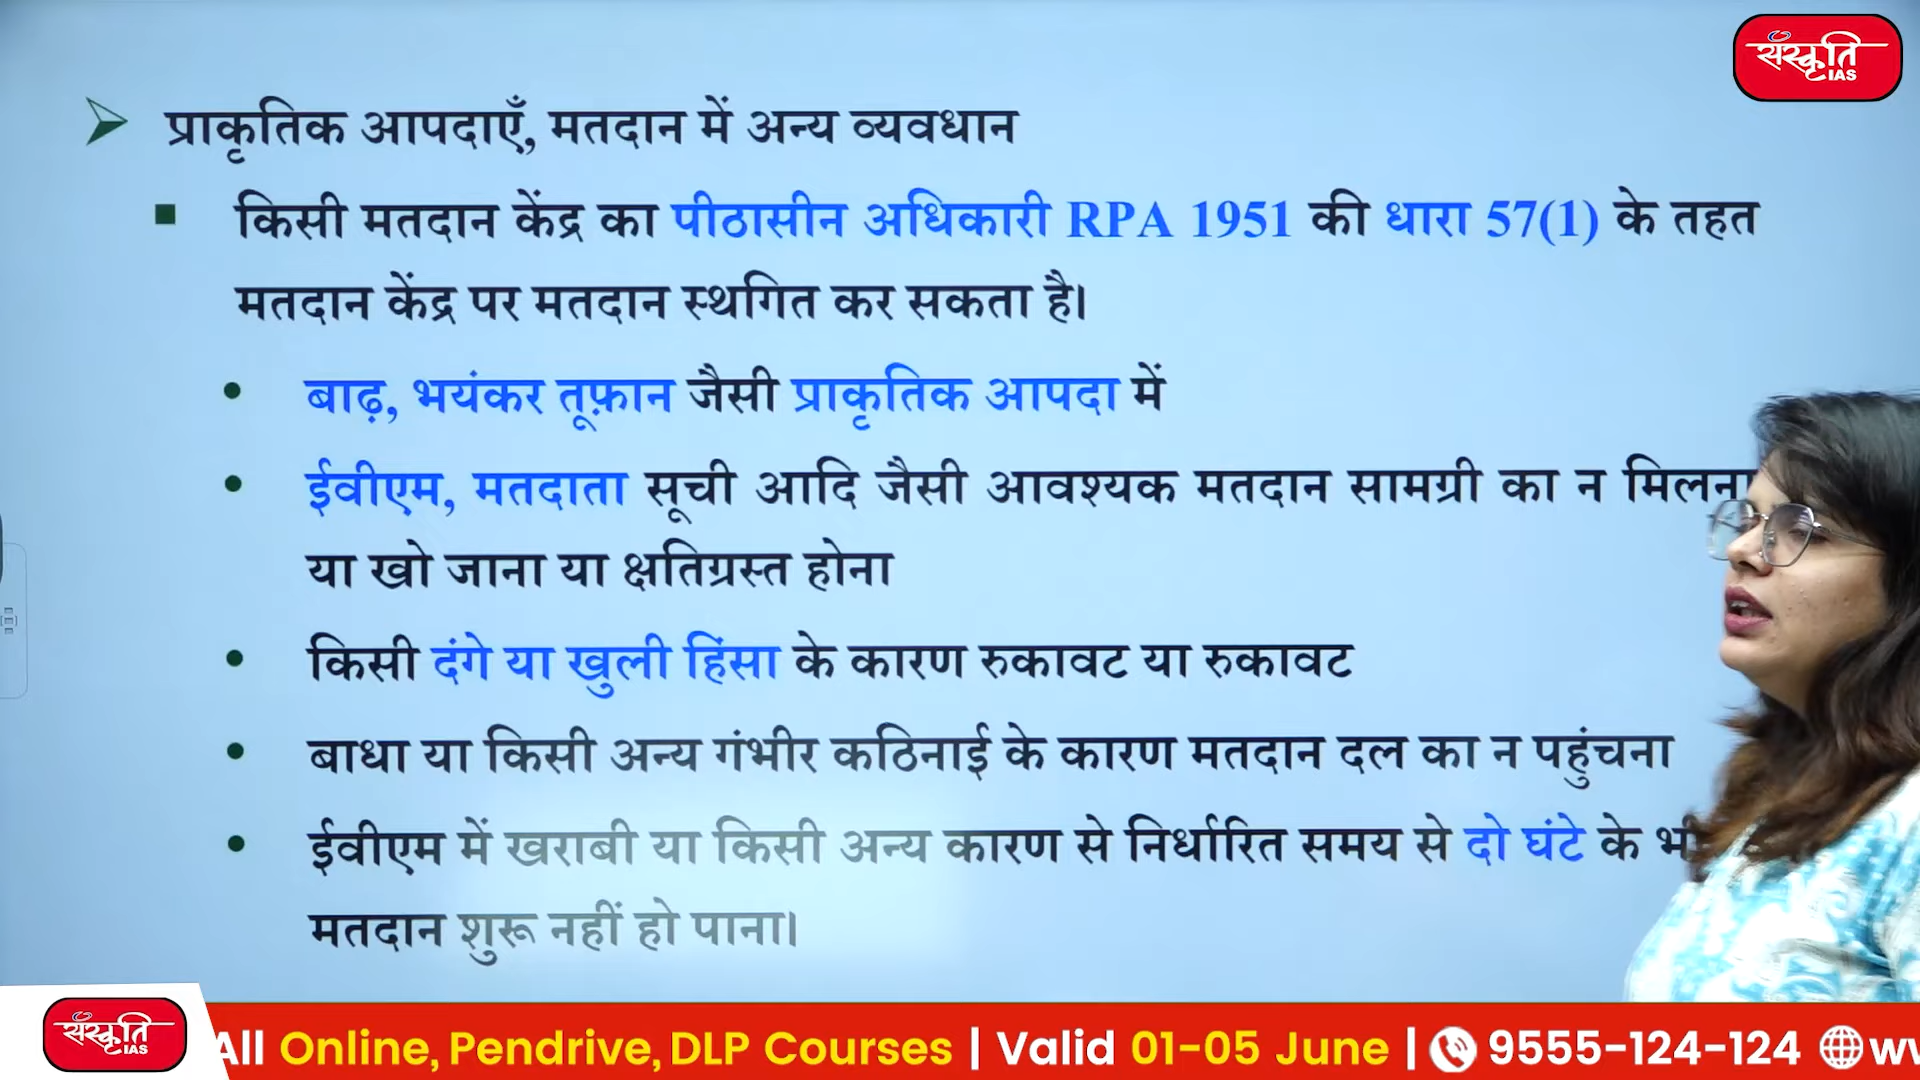 संस्कृति
IAS
प्राकृतिक आपदाएँ, मतदान में अन्य व्यवधान
किसी मतदान केंद्र का पीठासीन अधिकारी RPA 1951 की धारा 57(1) के तहत
मतदान केंद्र पर मतदान स्थगित कर सकता है।
बाढ़, भयंकर तूफ़ान जैसी प्राकृतिक आपदा में
ईवीएम, मतदाता सूची आदि जैसी आवश्यक मतदान सामग्री का न मिलना
या खो जाना या क्षतिग्रस्त होना
किसी दंगे या खुली हिंसा के कारण रुकावट या रुकावट
बाधा या किसी अन्य गंभीर कठिनाई के कारण मतदान दल का न पहुंचना
ईवीएम में खराबी या किसी अन्य कारण से निर्धारित समय से दो घंटे के
मतदान शुरू नहीं हो पाना।
संस्कृति
IAS
All Online, Pendrive, DLP Courses | Valid 01-05 June | 9555-124-124